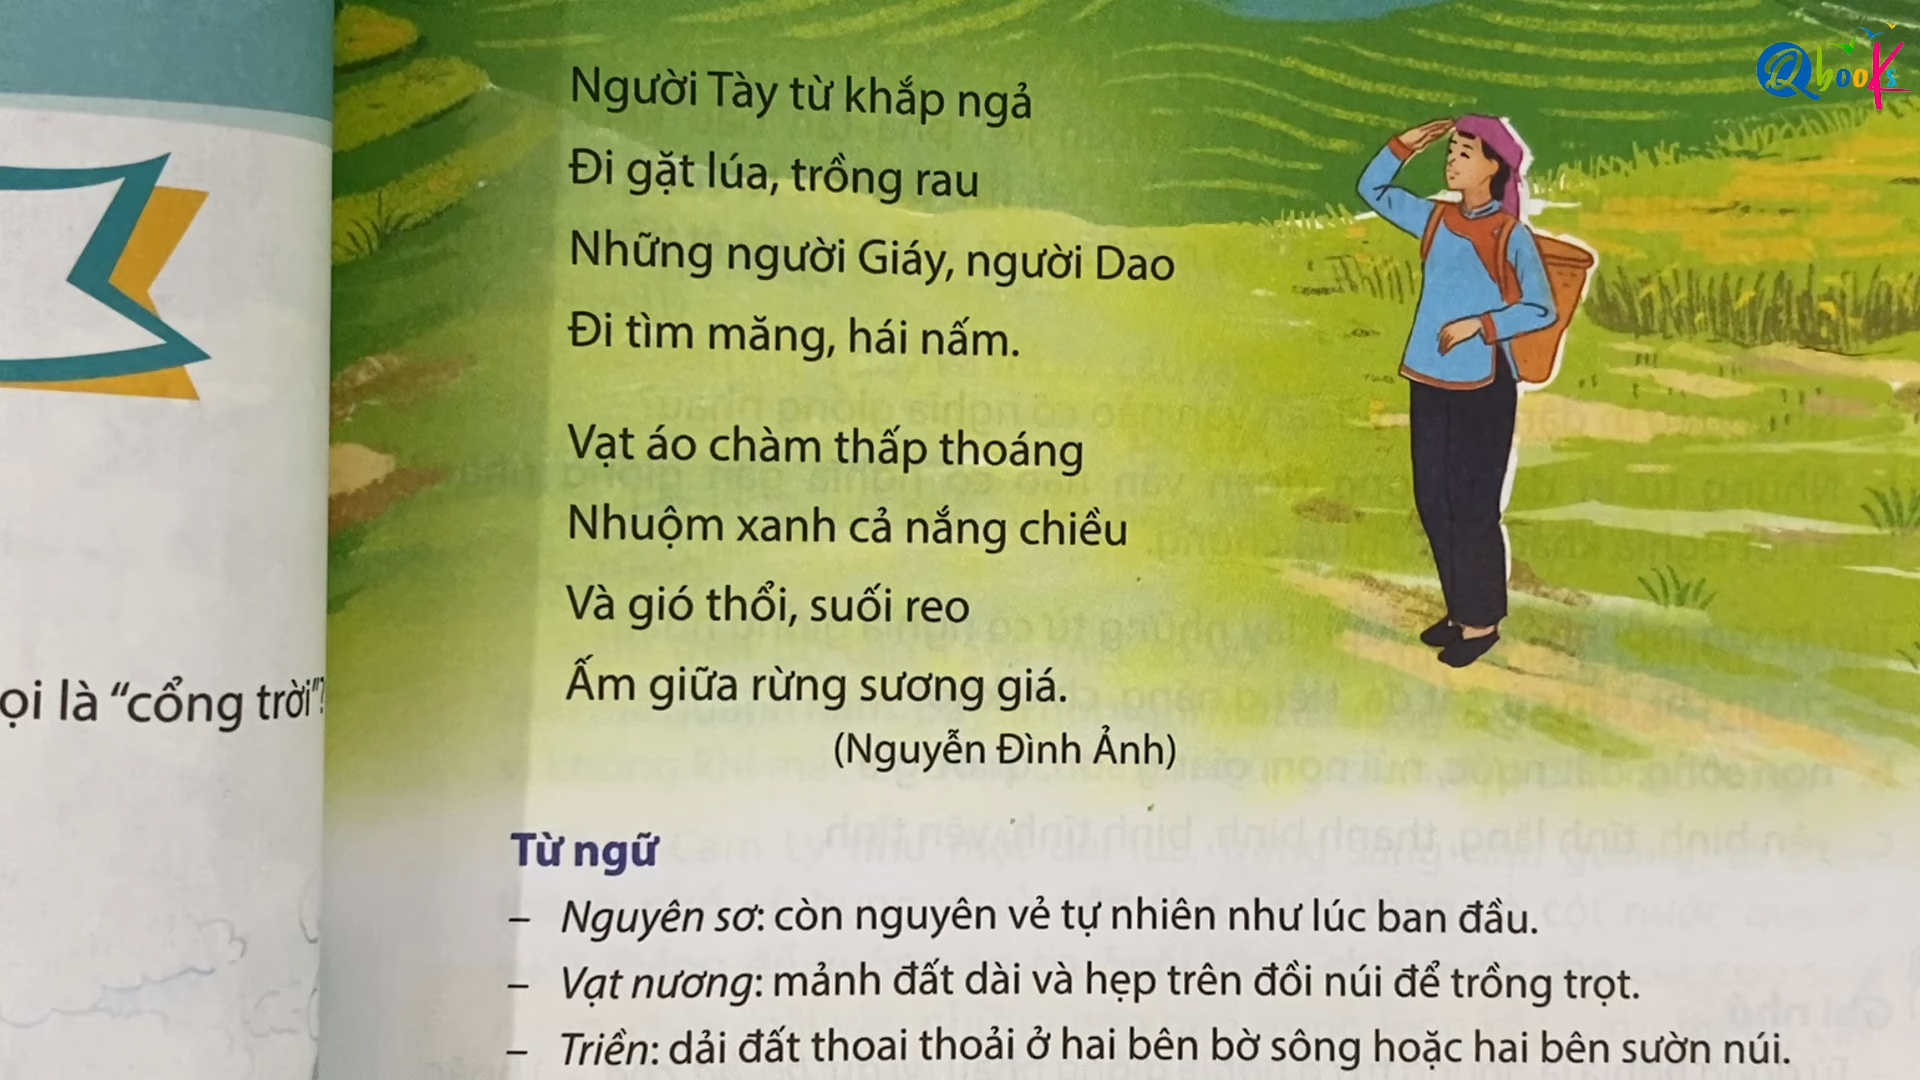 Qbooks
Người Tày từ khắp ngả
Đi gặt lúa, trồng rau
Những người Giáy, người Dao
Đi tìm măng, hái nấm.
Vạt áo chàm thấp thoáng
Nhuộm xanh cả nắng chiều
Và gió thổi, suối reo
Ấm giữa rừng sương giá.
(Nguyễn Đình Ảnh)
ọi là “cổng trời”?
Từ ngữ
– Nguyên sơ: còn nguyên vẻ tự nhiên như lúc ban đầu.
– Vạt nương: mảnh đất dài và hẹp trên đồi núi để trồng trọt.
– Triền: dải đất thoai thoải ở hai bên bờ sông hoặc hai bên sườn núi.